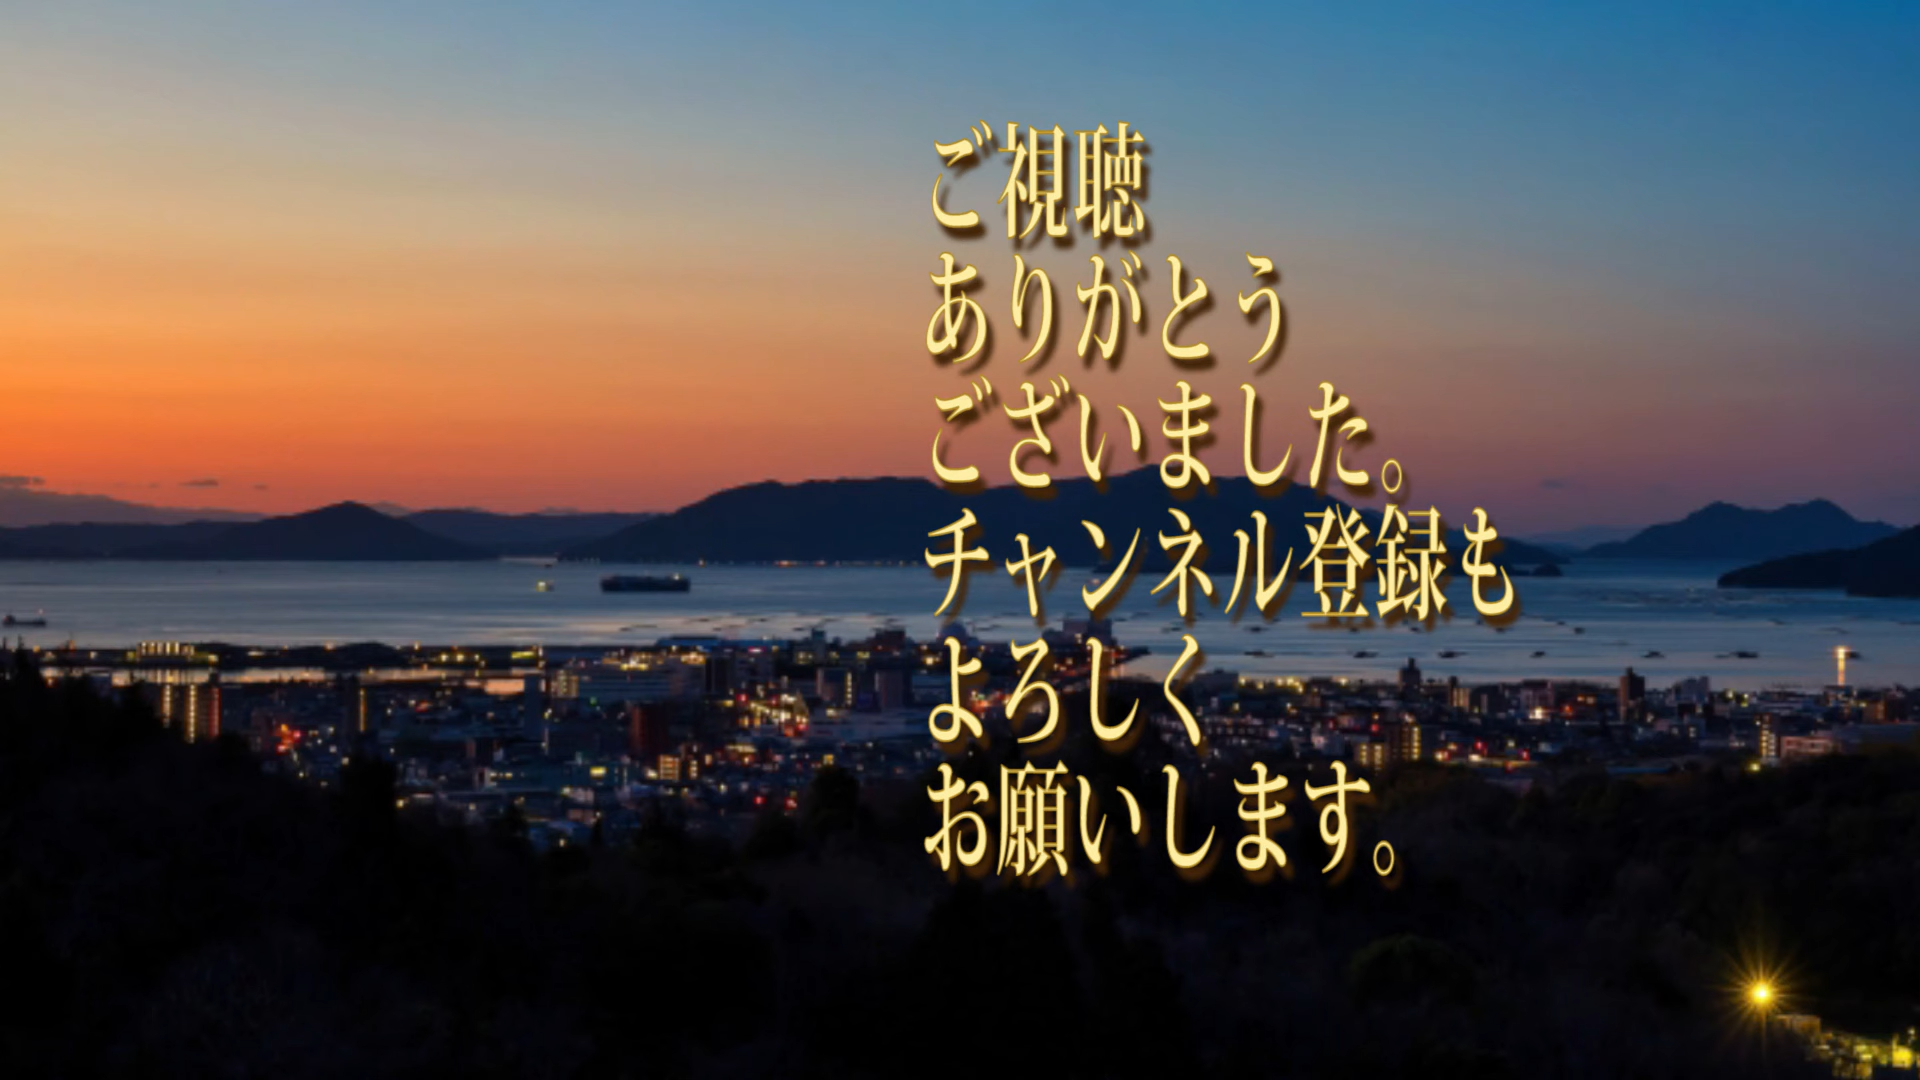 ご視聴
ありがとう
ございました。
チャンネル登録も
よろしく
お願いします。